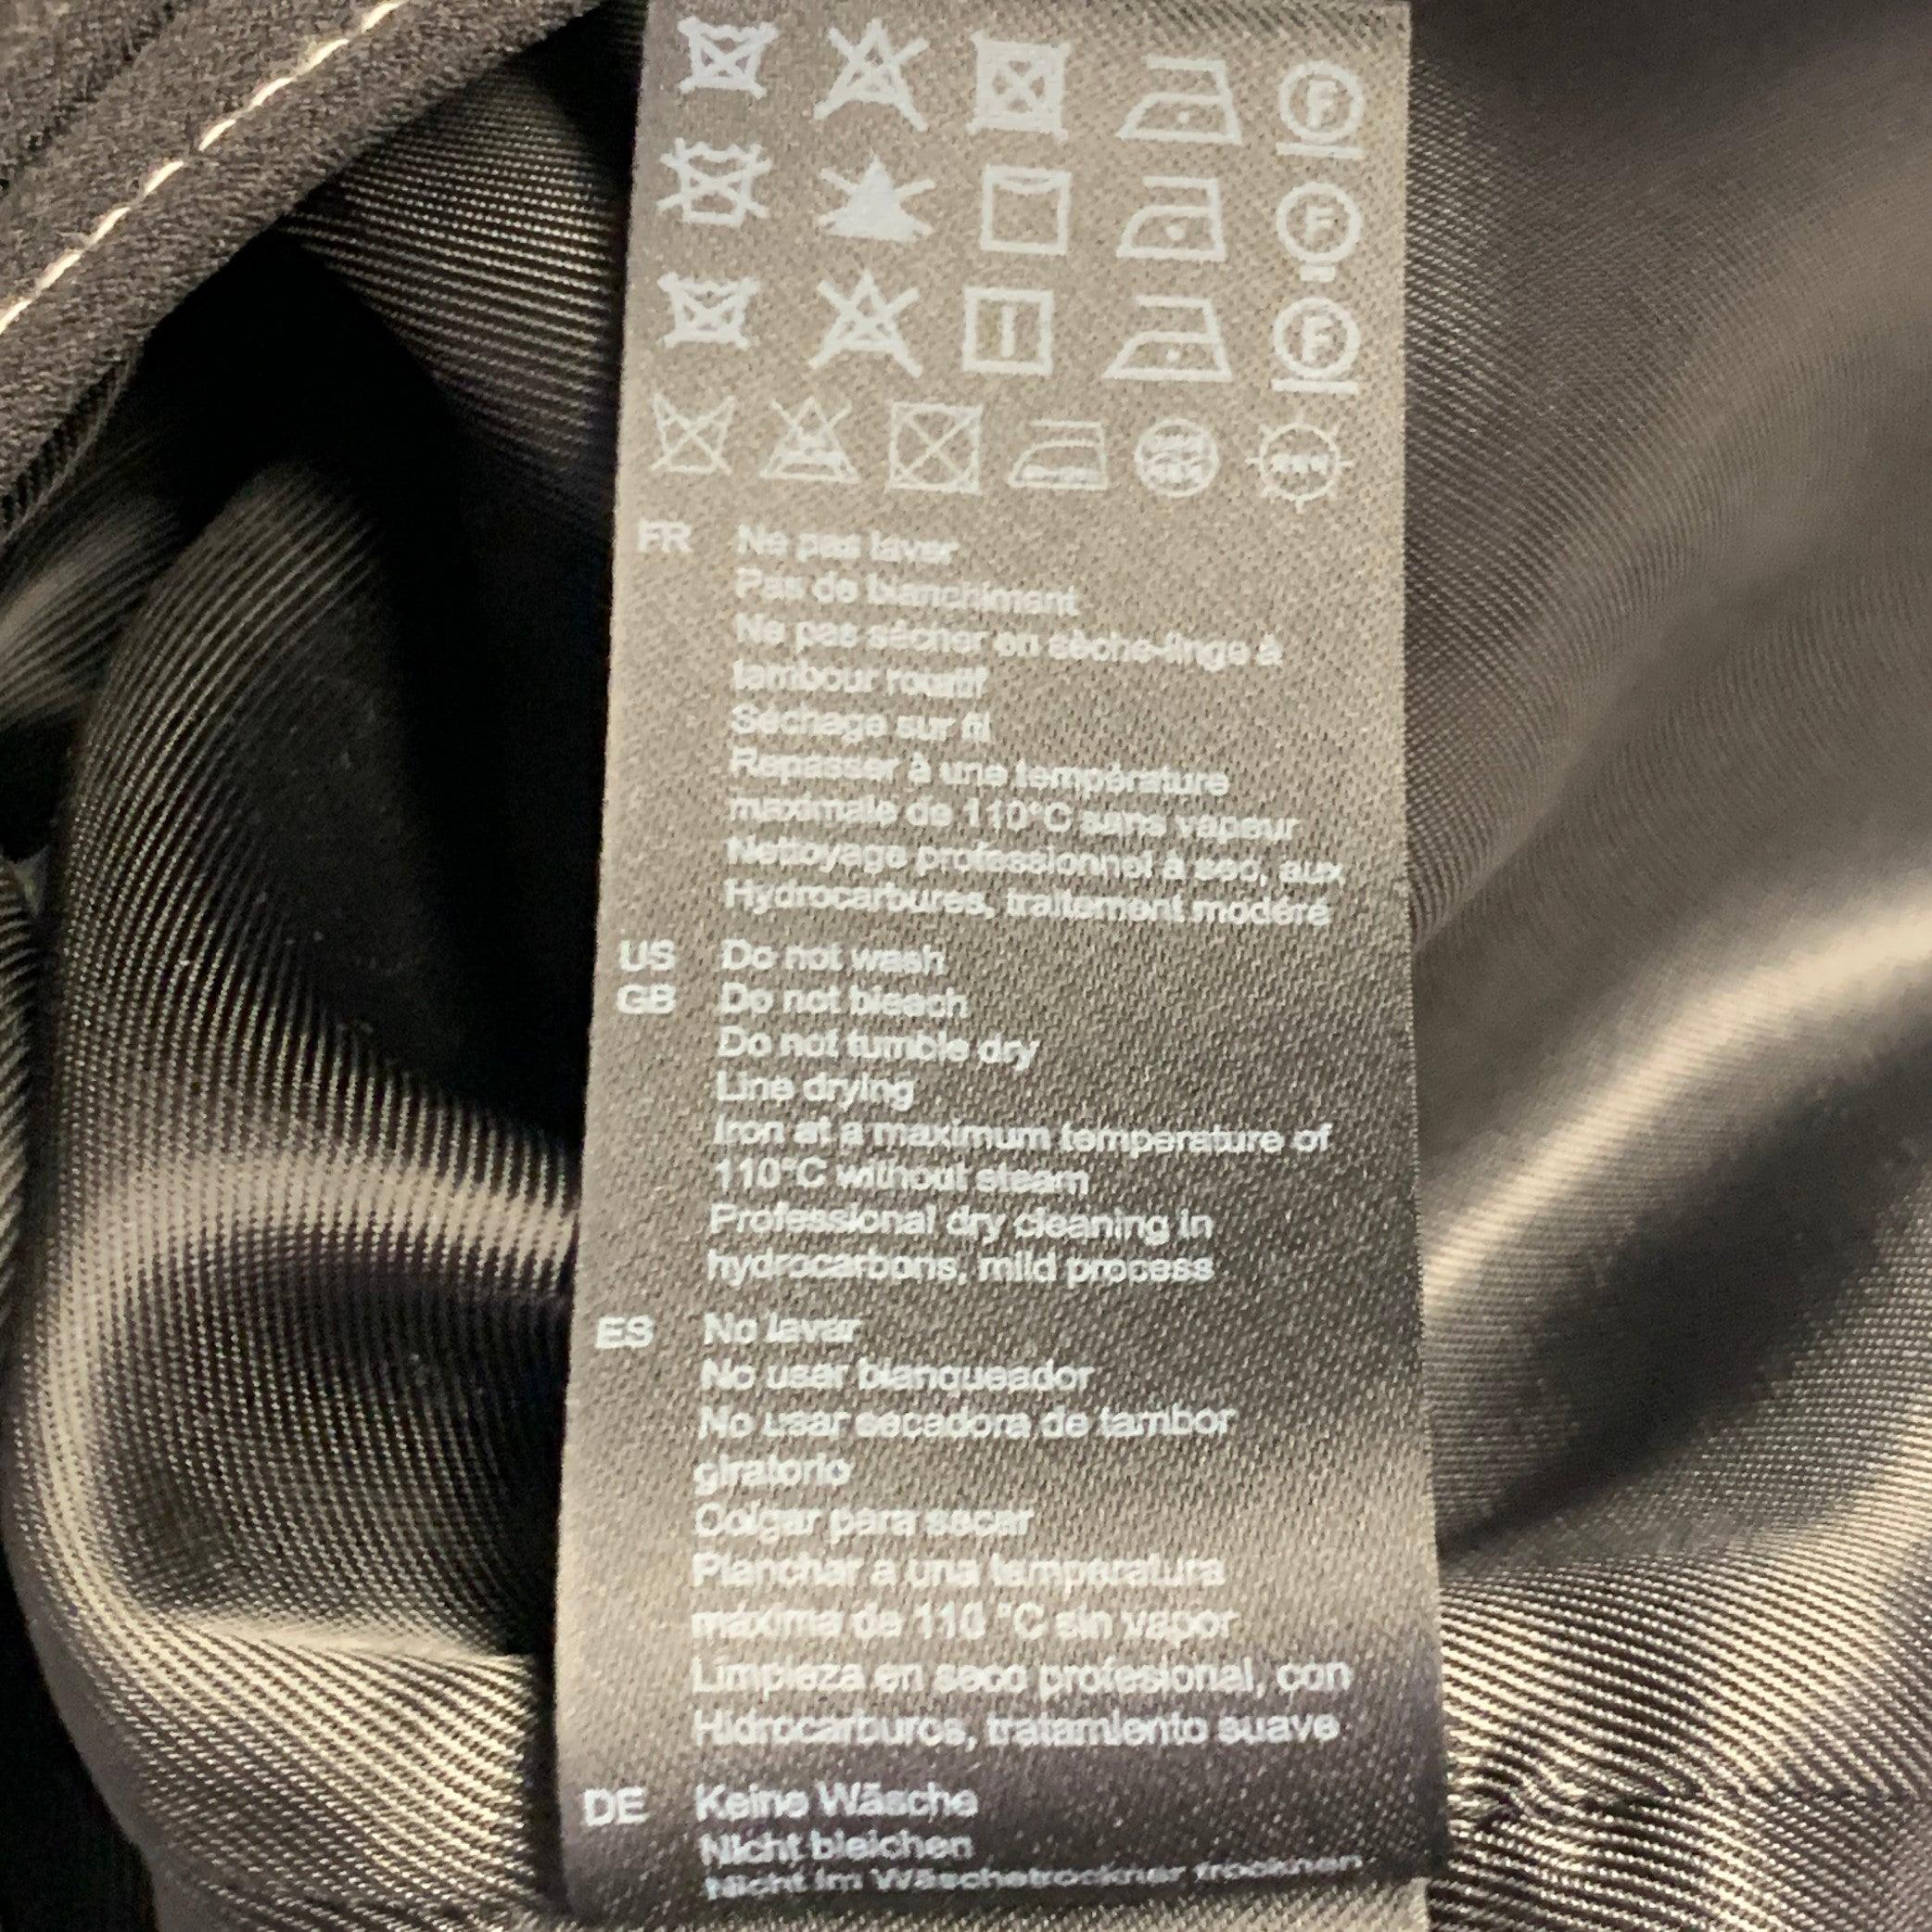 F
F
F
FR Ne pas laver
Pas de blanchiment
Ne pas sécher en sèche-linge à
tambour rotatif
Séchage sur fil
Repasser à une température
maximale de 110°C sans vapeur
Nettoyage professionnel à sec, aux
Hydrocarbures, traitement modéré
US Do not wash
GB Do not bleach
Do not tumble dry
Line drying
Iron at a maximum temperature of
110°C without steam
Professional dry cleaning in
hydrocarbons, mild process
ES No lavar
No usar blanqueador
No usar secadora de tambor
giratorio
Colgar para secar
Planchar a una temperatura
máxima de 110 °C sin vapor
Limpieza en seco profesional, con
Hidrocarburos, tratamiento suave
DE Keine Wäsche
Nicht bleichen
Nicht im Wäschetrockner trocknen